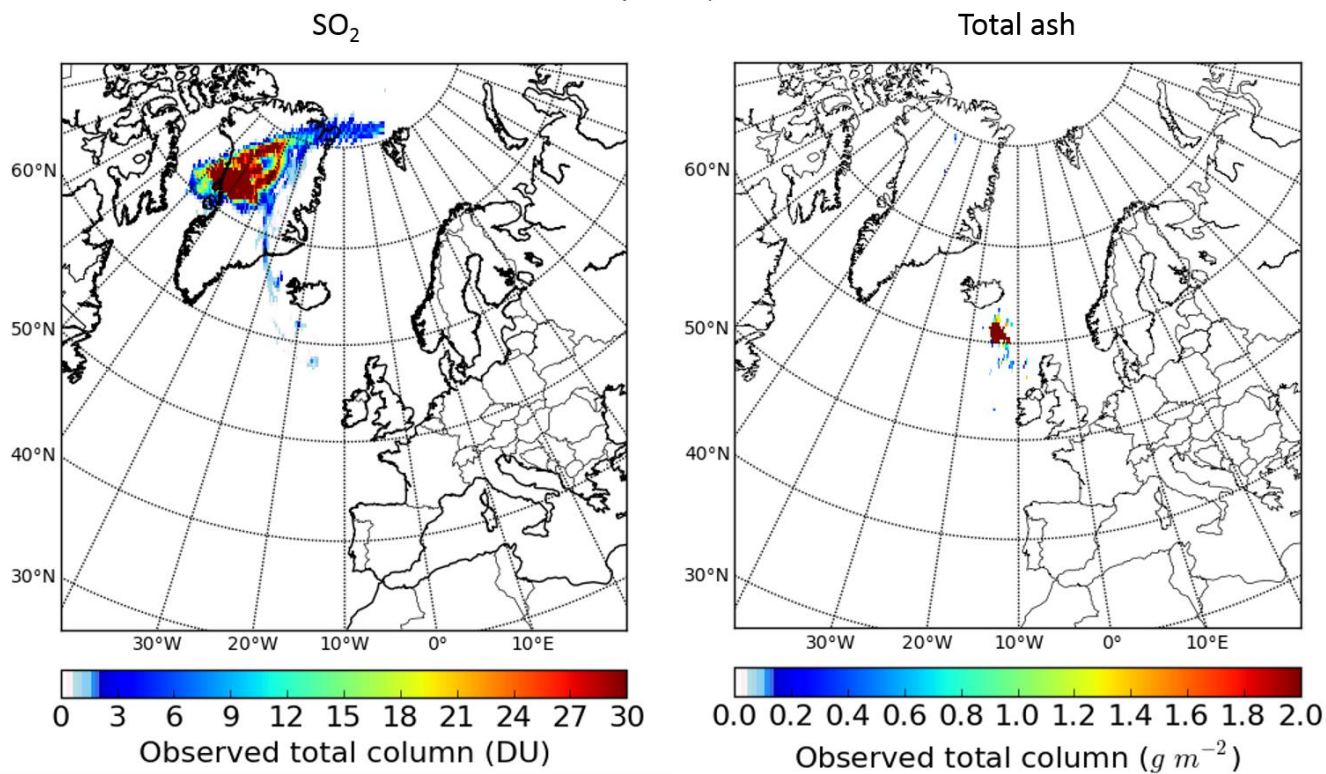 SO₂
Total ash
60°N
50°N
40°N
30°N
30°W 20°W 10°W 0° 10°E
0 3 6 9 12 15 18 21 24 27 30
Observed total column (DU)
60°N
50°N
40°N
30°N
30°W 20°W 10°W 0° 10°E
0.0 0.2 0.4 0.6 0.8 1.0 1.2 1.4 1.6 1.8 2.0
Observed total column (g m⁻²)